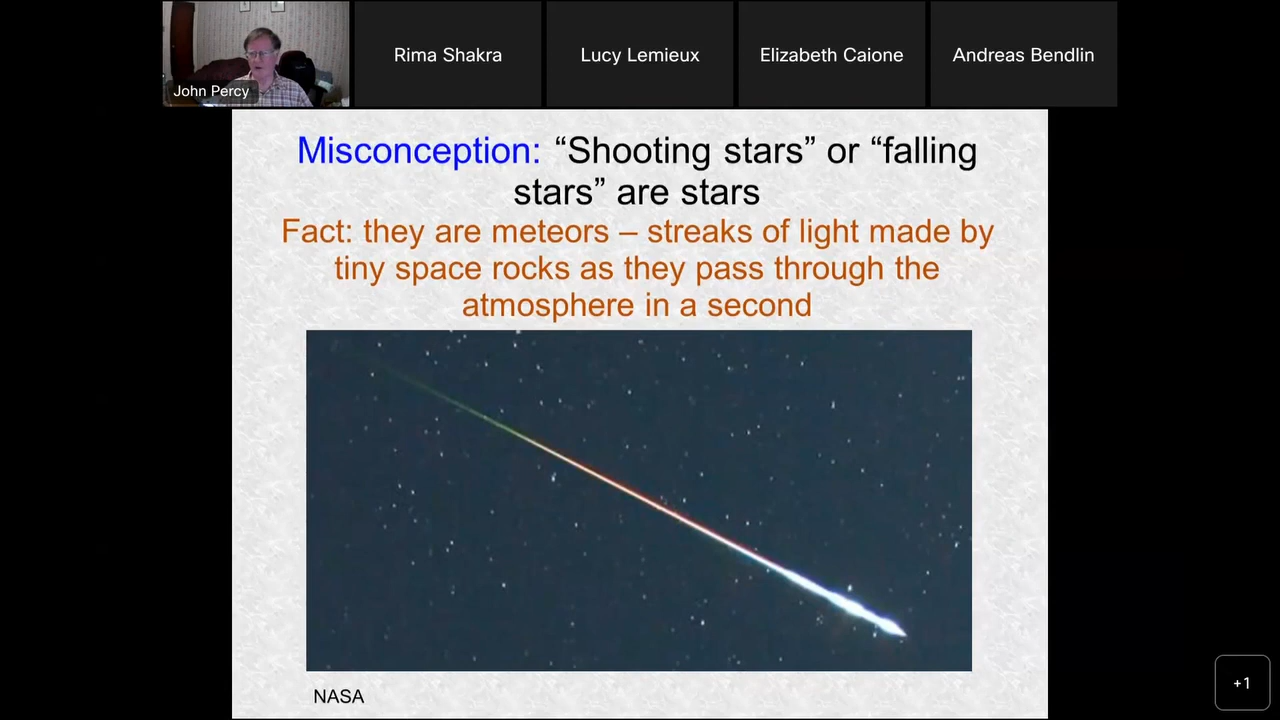 John Percy
Rima Shakra
Lucy Lemieux
Elizabeth Caione
Andreas Bendlin
Misconception: “Shooting stars” or “falling
stars” are stars
Fact: they are meteors – streaks of light made by
tiny space rocks as they pass through the
atmosphere in a second
NASA
+1